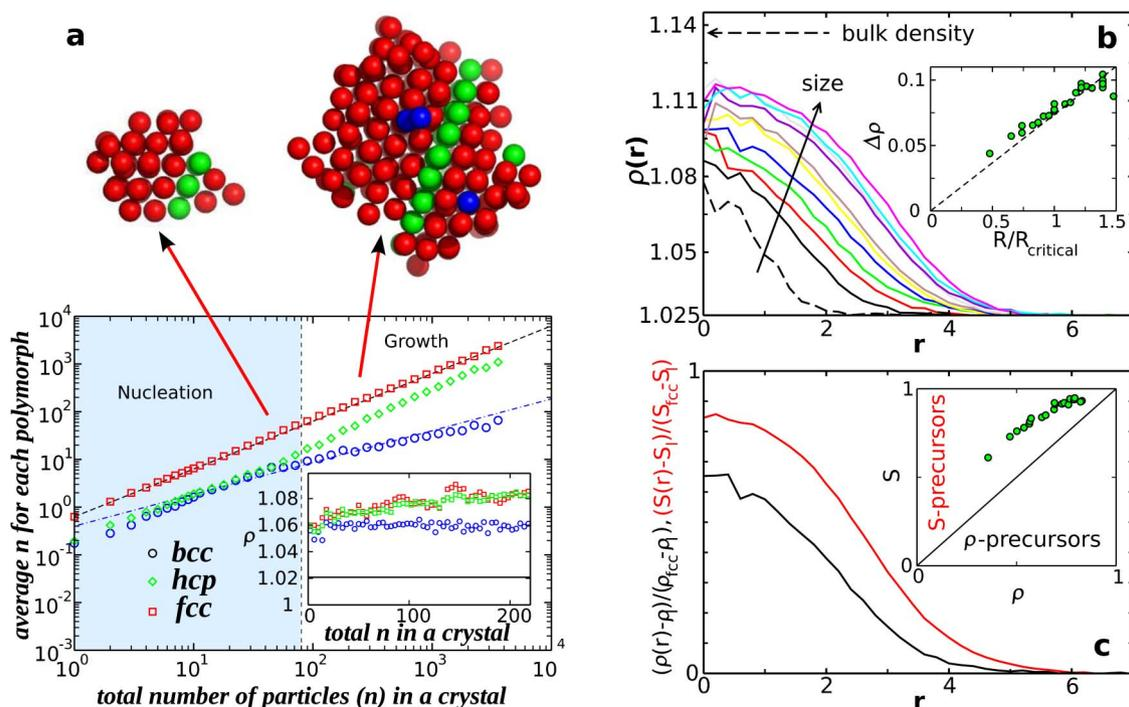 a
Nucleation
Growth
average n for each polymorph
10^4
10^3
10^2
10^1
10^0
10^-1
10^-2
10^-3
10^0
10^1
10^2
10^3
10
4
total number of particles (n) in a crystal
bcc
hcp
fcc
1.08
1.06
1.04
1.02
1
ρ
0
100
200
total n in a crystal
b
1.14
1.11
1.08
1.05
1.025
ρ(r)
bulk density
size
0
2
4
6
r
0.1
0.05
0
Δρ
0
0.5
1
1.5
R/R_critical
c
1
0
(ρ(r)-ρ_l)/(ρ_fcc-ρ_l), (S(r)-S_l)/(S_fcc-S_l)
0
2
4
6
r
1
0
S
S-precursors
ρ-precursors
0
1
ρ